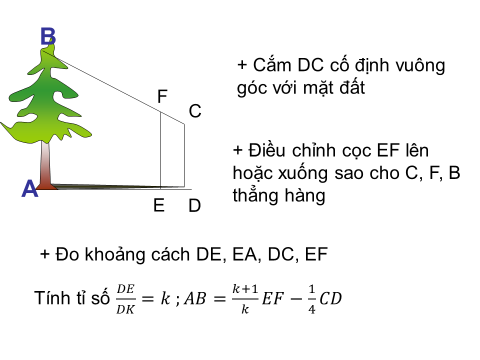 B
+ Cắm DC cố định vuông
góc với mặt đất
F
C
+ Điều chỉnh cọc EF lên
hoặc xuống sao cho C, F, B
thẳng hàng
A
E
D
+ Đo khoảng cách DE, EA, DC, EF
Tính tỉ số DE/DK = k ; AB = (k+1)/k EF − 1/4 CD